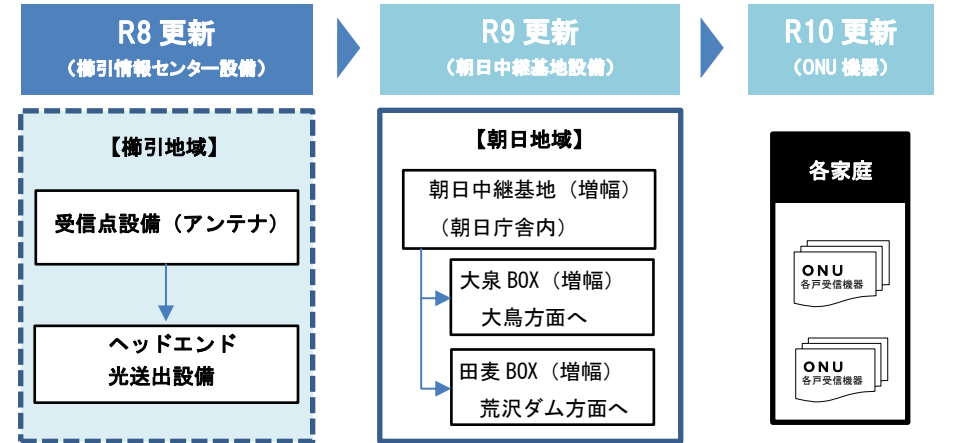 R8 更新
（櫛引情報センター設備）
R9 更新
（朝日中継基地設備）
R10 更新
（ONU 機器）
【櫛引地域】
受信点設備（アンテナ）
ヘッドエンド
光送出設備
【朝日地域】
朝日中継基地（増幅）
（朝日庁舎内）
大泉 BOX（増幅）
大鳥方面へ
田麦 BOX（増幅）
荒沢ダム方面へ
各家庭
ONU
各戸受信機器
ONU
各戸受信機器